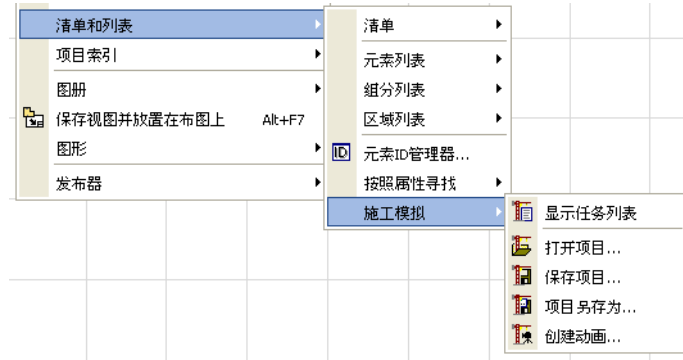 清单和列表
项目索引
图册
保存视图并放置在布图上 Alt+F7
图形
发布器
清单
元素列表
组分列表
区域列表
ID 元素ID管理器...
按照属性寻找
施工模拟
显示任务列表
打开项目...
保存项目...
项目另存为...
创建动画...